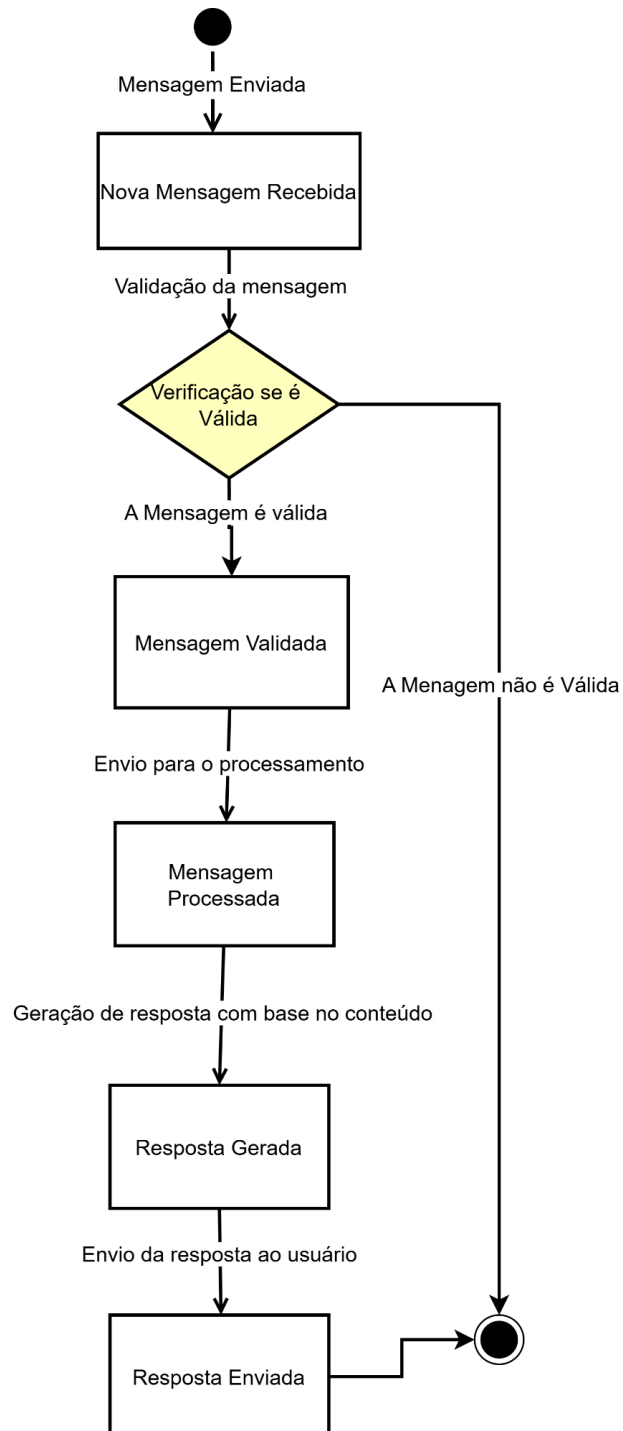 Mensagem Enviada
Nova Mensagem Recebida
Validação da mensagem
Verificação se é
Válida
A Mensagem é válida
Mensagem Validada
A Menagem não é Válida
Envio para o processamento
Mensagem
Processada
Geração de resposta com base no conteúdo
Resposta Gerada
Envio da resposta ao usuário
Resposta Enviada